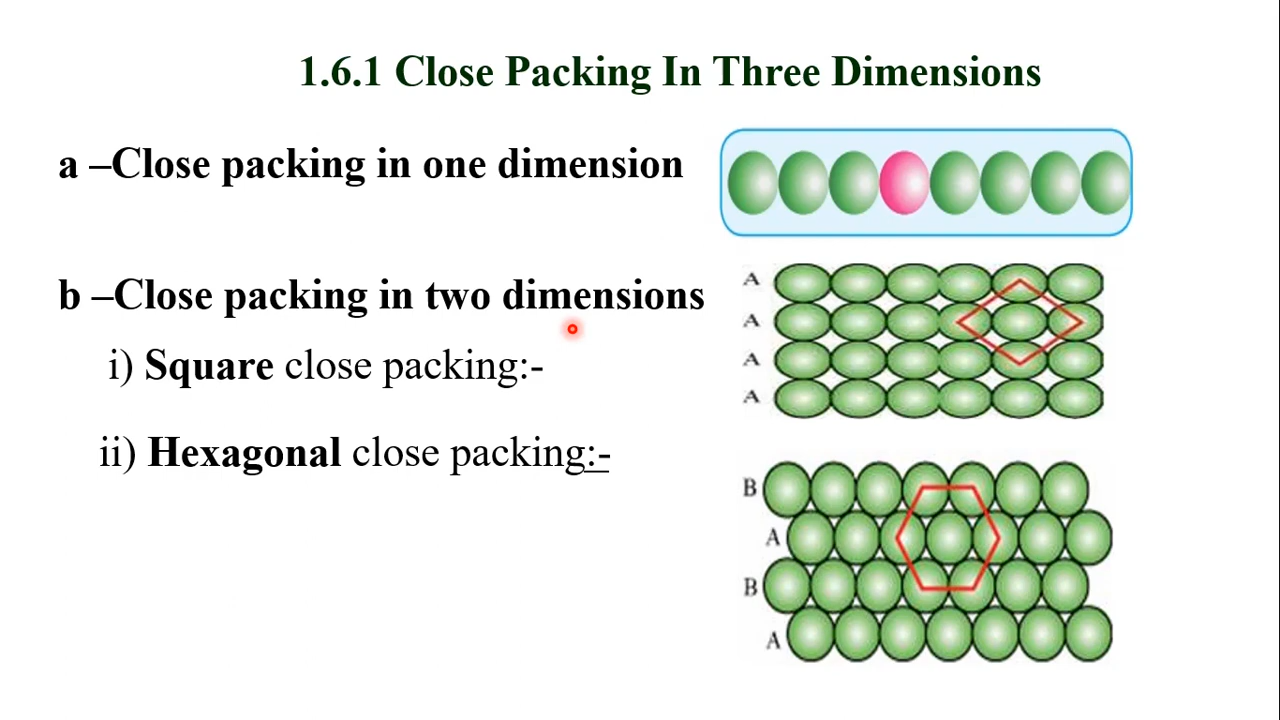 1.6.1 Close Packing In Three Dimensions
a –Close packing in one dimension
b –Close packing in two dimensions
i) Square close packing:-
ii) Hexagonal close packing:-
A
A
A
A
B
A
B
A